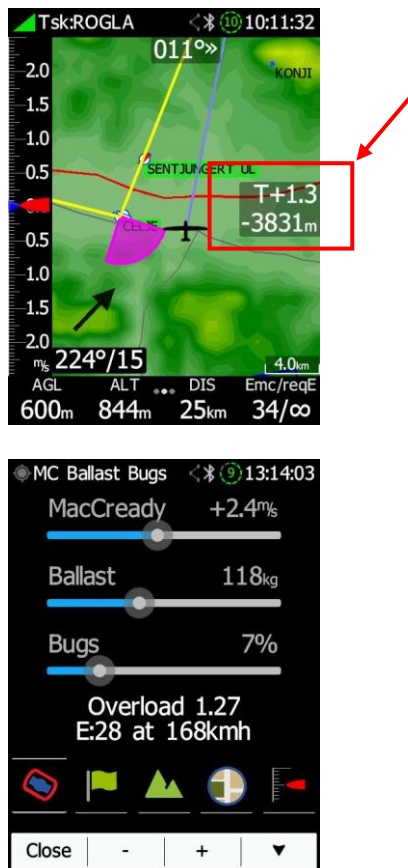 Tsk:ROGLA 10 10:11:32
011°»
KONJI
2.0
1.5
1.0
0.5
SENTJUNGERT UL
T+1.3
-3831m
CELJE
0.5
1.0
1.5
2.0
m/s 224°/15
4.0km
AGL ALT DIS Emc/reqE
600m 844m 25km 34/∞
MC Ballast Bugs 9 13:14:03
MacCready +2.4m/s
Ballast 118kg
Bugs 7%
Overload 1.27
E:28 at 168kmh
Close - + ▼